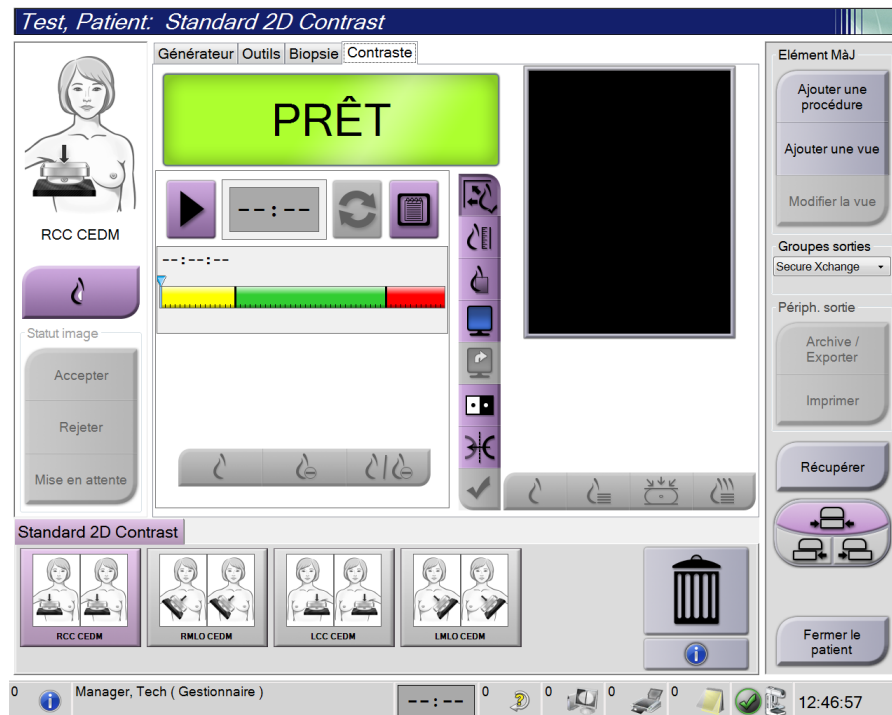 Test, Patient: Standard 2D Contrast
Générateur Outils Biopsie Contraste
PRÊT
--:--
--:--:--
RCC CEDM
Statut image
Accepter
Rejeter
Mise en attente
Elément MàJ
Ajouter une
procédure
Ajouter une vue
Modifier la vue
Groupes sorties
Secure Xchange
Périph. sortie
Archive /
Exporter
Imprimer
Récupérer
Fermer le
patient
Standard 2D Contrast
RCC CEDM
RMLO CEDM
LCC CEDM
LMLO CEDM
0 Manager, Tech ( Gestionnaire ) --:-- 0 0 0 0 12:46:57